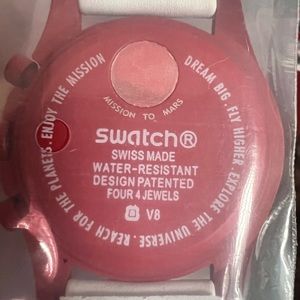 DREAM BIG . FLY HIGHER . EXPLORE THE UNIVERSE . REACH FOR THE PLANETS . ENJOY THE MISSION
MISSION TO MARS
swatch®
SWISS MADE
WATER-RESISTANT
DESIGN PATENTED
FOUR 4 JEWELS
V8